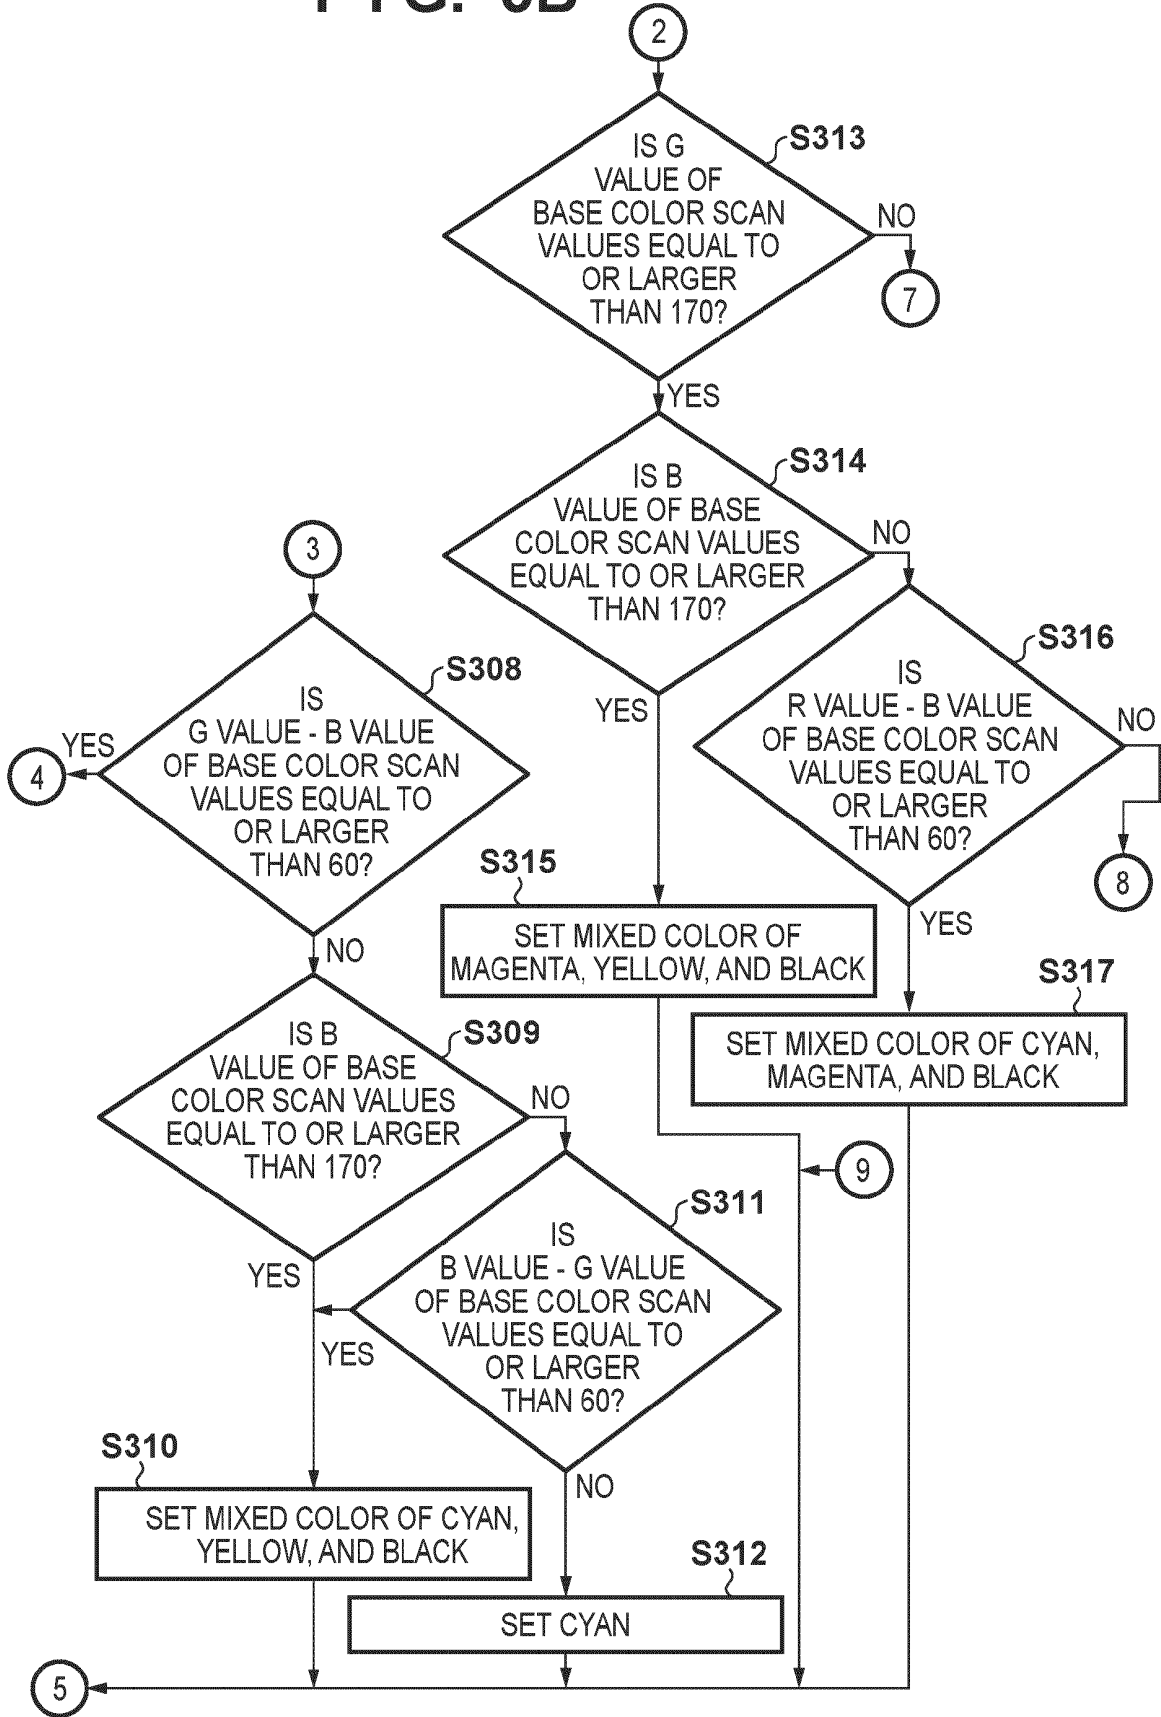 2
S313
IS G
VALUE OF
BASE COLOR SCAN
VALUES EQUAL TO
OR LARGER
THAN 170?
NO
7
YES
S314
IS B
VALUE OF BASE
COLOR SCAN VALUES
EQUAL TO OR LARGER
THAN 170?
NO
YES
3
S308
IS
G VALUE - B VALUE
OF BASE COLOR SCAN
VALUES EQUAL TO
OR LARGER
THAN 60?
YES
4
NO
S316
IS
R VALUE - B VALUE
OF BASE COLOR SCAN
VALUES EQUAL TO
OR LARGER
THAN 60?
NO
8
YES
S315
SET MIXED COLOR OF
MAGENTA, YELLOW, AND BLACK
S317
SET MIXED COLOR OF CYAN,
MAGENTA, AND BLACK
S309
IS B
VALUE OF BASE
COLOR SCAN VALUES
EQUAL TO OR LARGER
THAN 170?
NO
YES
9
S311
IS
B VALUE - G VALUE
OF BASE COLOR SCAN
VALUES EQUAL TO
OR LARGER
THAN 60?
YES
NO
S310
SET MIXED COLOR OF CYAN,
YELLOW, AND BLACK
S312
SET CYAN
5